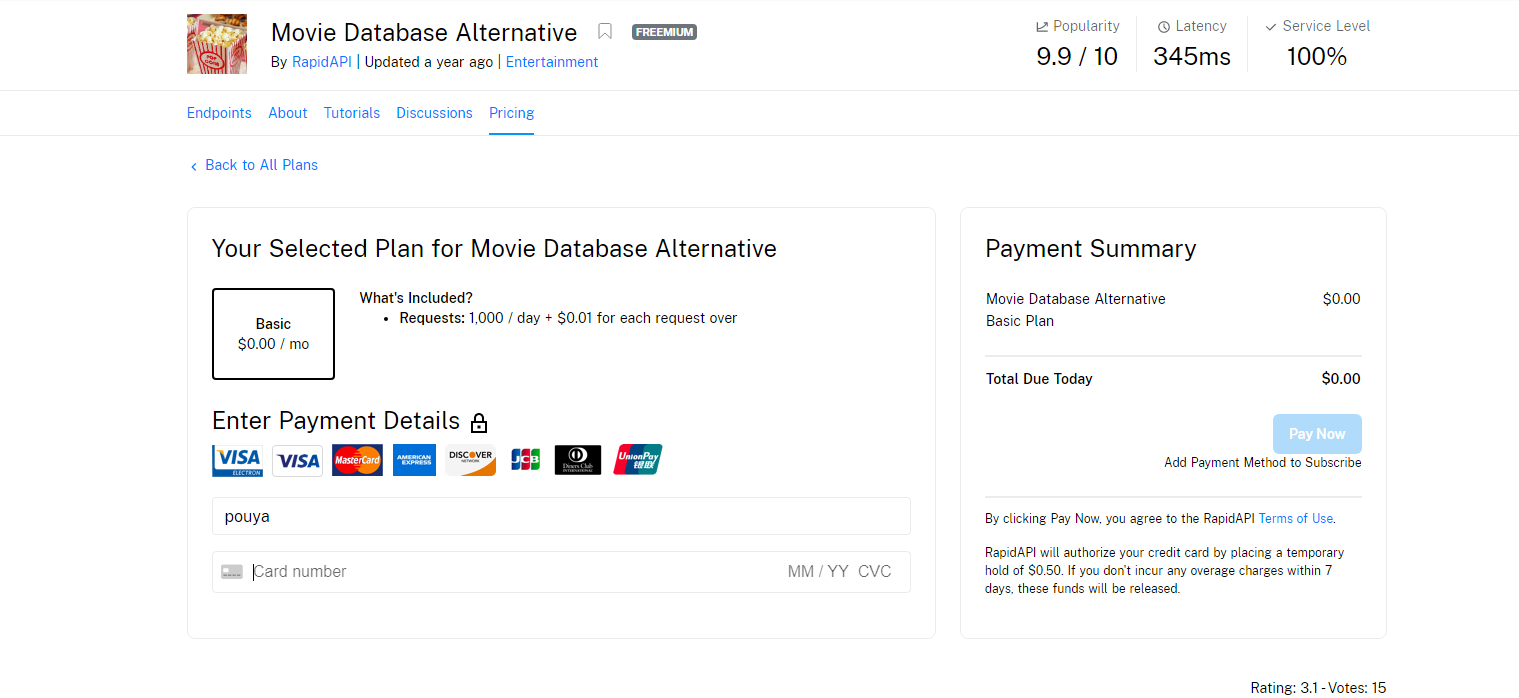 Movie Database Alternative FREEMIUM
By RapidAPI | Updated a year ago | Entertainment
Popularity
9.9 / 10
Latency
345ms
Service Level
100%
Endpoints About Tutorials Discussions Pricing
Back to All Plans
Your Selected Plan for Movie Database Alternative
Basic
$0.00 / mo
What's Included?
• Requests: 1,000 / day + $0.01 for each request over
Enter Payment Details
VISA ELECTRON VISA MasterCard AMERICAN EXPRESS DISCOVER NETWORK JCB Diners Club INTERNATIONAL UnionPay 银联
pouya
Card number MM / YY CVC
Payment Summary
Movie Database Alternative $0.00
Basic Plan
Total Due Today $0.00
Pay Now
Add Payment Method to Subscribe
By clicking Pay Now, you agree to the RapidAPI Terms of Use.
RapidAPI will authorize your credit card by placing a temporary
hold of $0.50. If you don't incur any overage charges within 7
days, these funds will be released.
Rating: 3.1 - Votes: 15